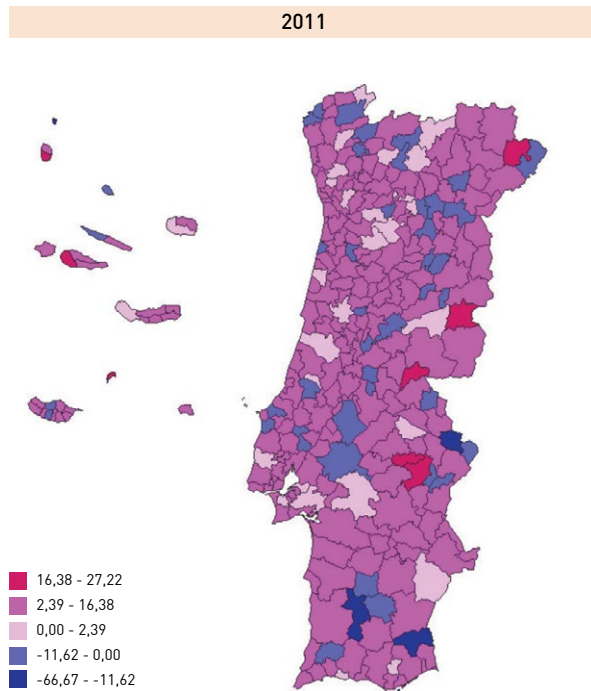 2011
16,38 - 27,22
2,39 - 16,38
0,00 - 2,39
-11,62 - 0,00
-66,67 - -11,62